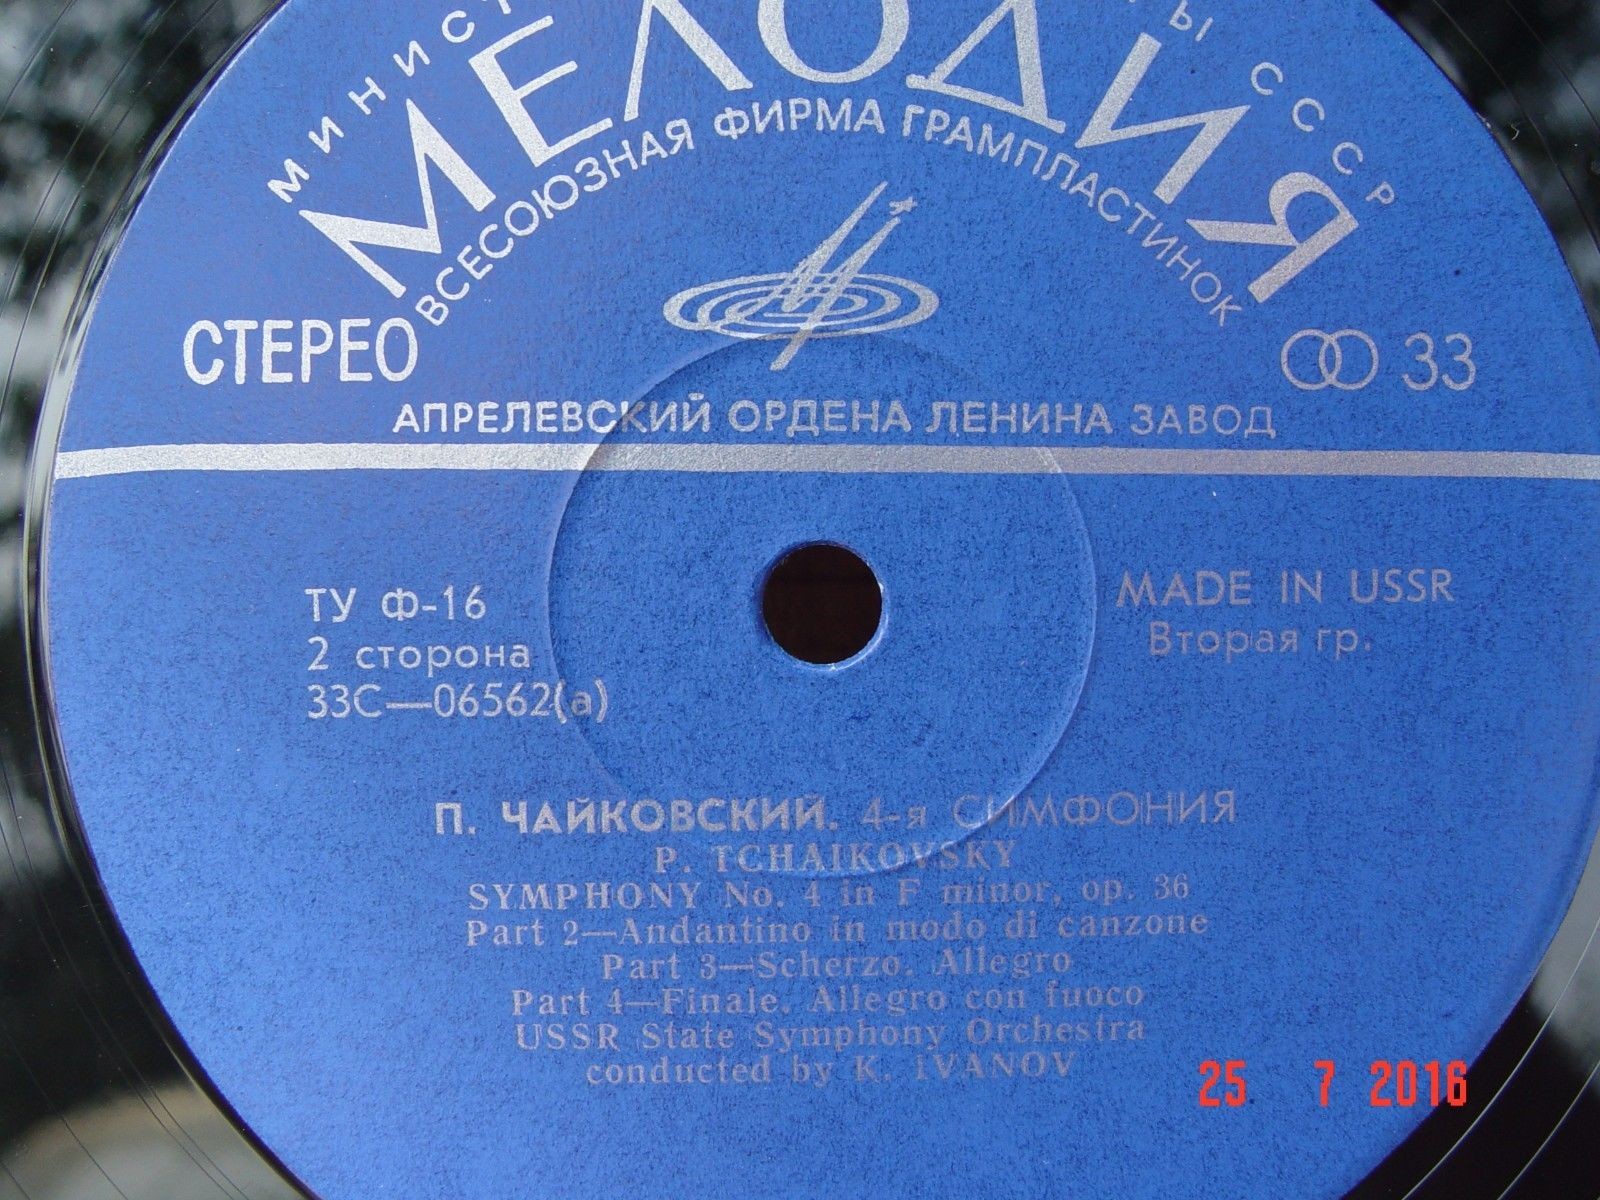 МЕЛОДИЯ
СССР
ВСЕСОЮЗНАЯ ФИРМА ГРАМПЛАСТИНОК
СТЕРЕО
33
АПРЕЛЕВСКИЙ ОРДЕНА ЛЕНИНА ЗАВОД
ТУ Ф-16
2 сторона
33С—06562(а)
MADE IN USSR
Вторая гр.
П. ЧАЙКОВСКИЙ. 4-я СИМФОНИЯ
P. TCHAIKOVSKY
SYMPHONY No. 4 in F minor, op. 36
Part 2—Andantino in modo di canzone
Part 3—Scherzo. Allegro
Part 4—Finale. Allegro con fuoco
USSR State Symphony Orchestra
conducted by K. IVANOV
25 7 2016